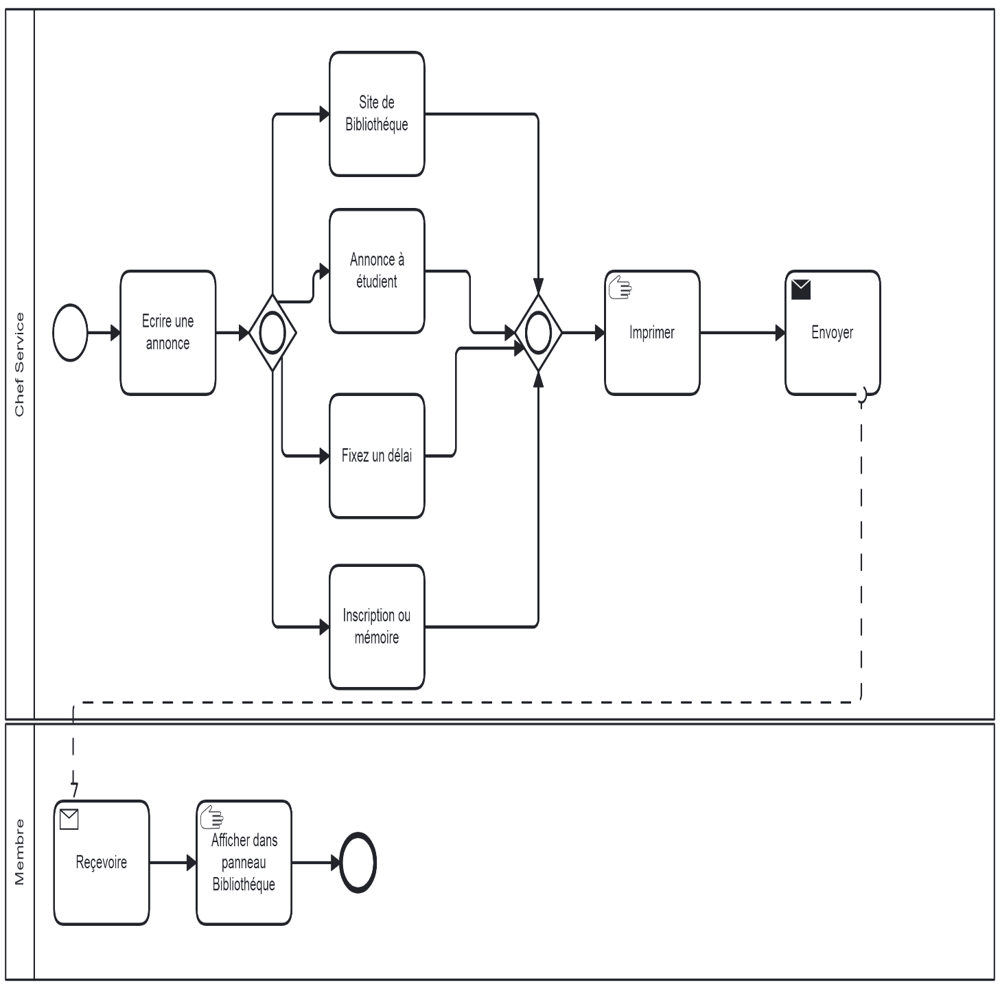 Chef Service
Site de
Bibliothéque
Annonce à
étudient
Ecrire une
annonce
Imprimer
Envoyer
Fixez un délai
Inscription ou
mémoire
Membre
Reçevoire
Afficher dans
panneau
Bibliothéque